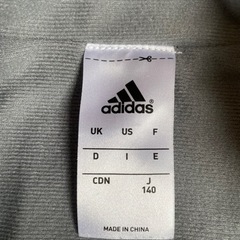 adidas
UK US F
D I E
CDN J
140
MADE IN CHINA